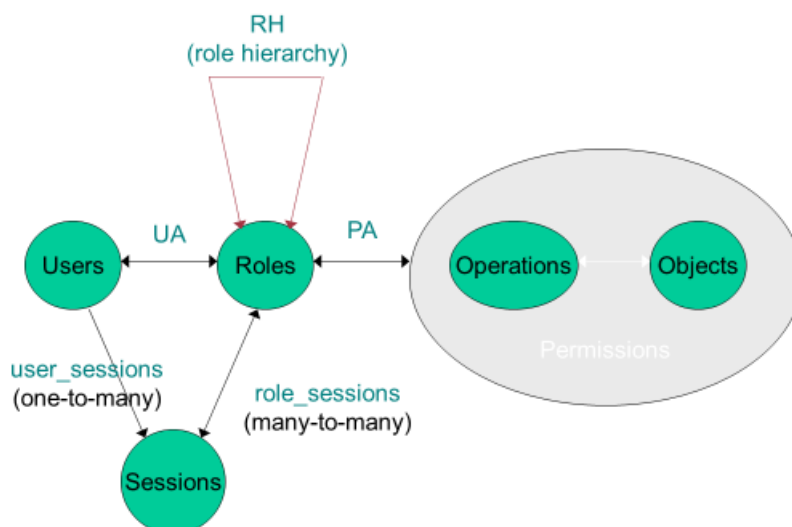 RH
(role hierarchy)
UA
PA
Users
Roles
Operations
Objects
Permissions
user_sessions
(one-to-many)
role_sessions
(many-to-many)
Sessions